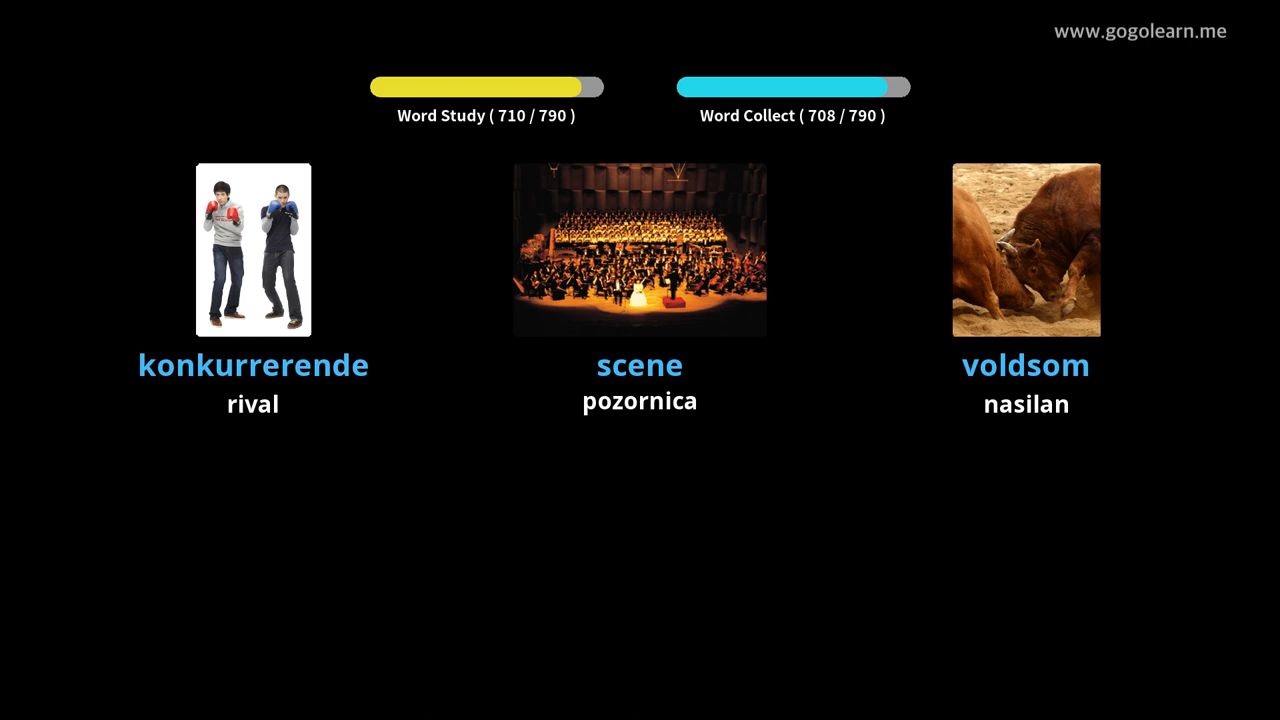 www.gogolearn.me
Word Study ( 710 / 790 )
Word Collect ( 708 / 790 )
konkurrerende
rival
scene
pozornica
voldsom
nasilan